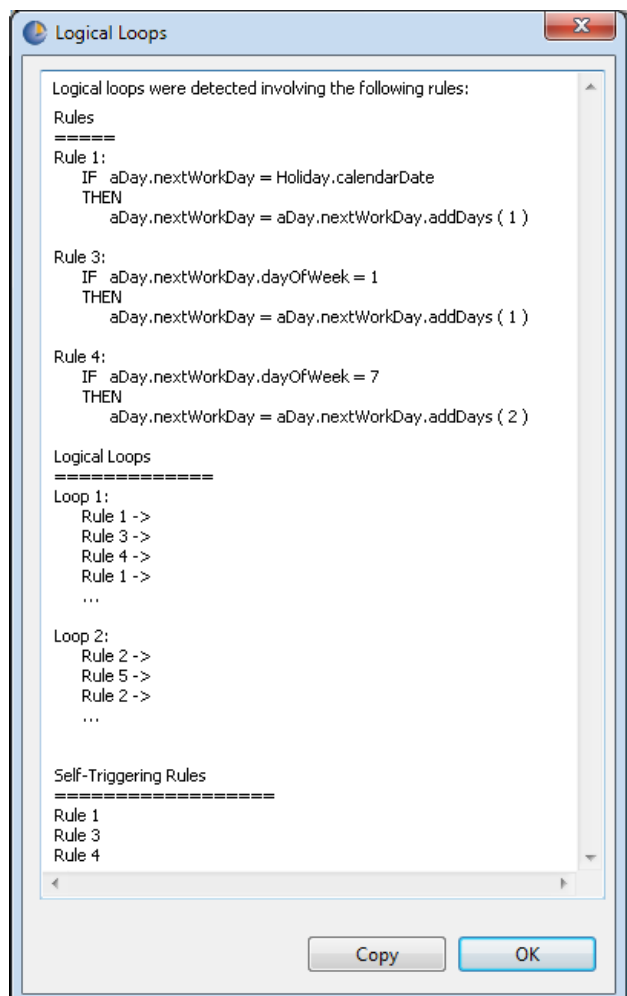 Logical Loops
Logical loops were detected involving the following rules:
Rules
=====
Rule 1:
IF aDay.nextWorkDay = Holiday.calendarDate
THEN
aDay.nextWorkDay = aDay.nextWorkDay.addDays ( 1 )
Rule 3:
IF aDay.nextWorkDay.dayOfWeek = 1
THEN
aDay.nextWorkDay = aDay.nextWorkDay.addDays ( 1 )
Rule 4:
IF aDay.nextWorkDay.dayOfWeek = 7
THEN
aDay.nextWorkDay = aDay.nextWorkDay.addDays ( 2 )
Logical Loops
=============
Loop 1:
Rule 1 ->
Rule 3 ->
Rule 4 ->
Rule 1 ->
...
Loop 2:
Rule 2 ->
Rule 5 ->
Rule 2 ->
...
Self-Triggering Rules
===================
Rule 1
Rule 3
Rule 4
Copy OK